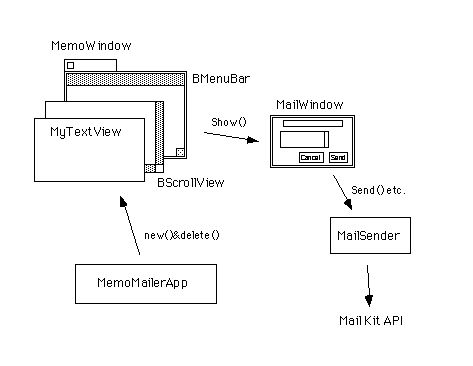 MemoWindow
BMenuBar
MailWindow
MyTextView
Show()
Cancel Send
BScrollView
Send() etc.
new()&delete()
MailSender
MemoMailerApp
Mail Kit API